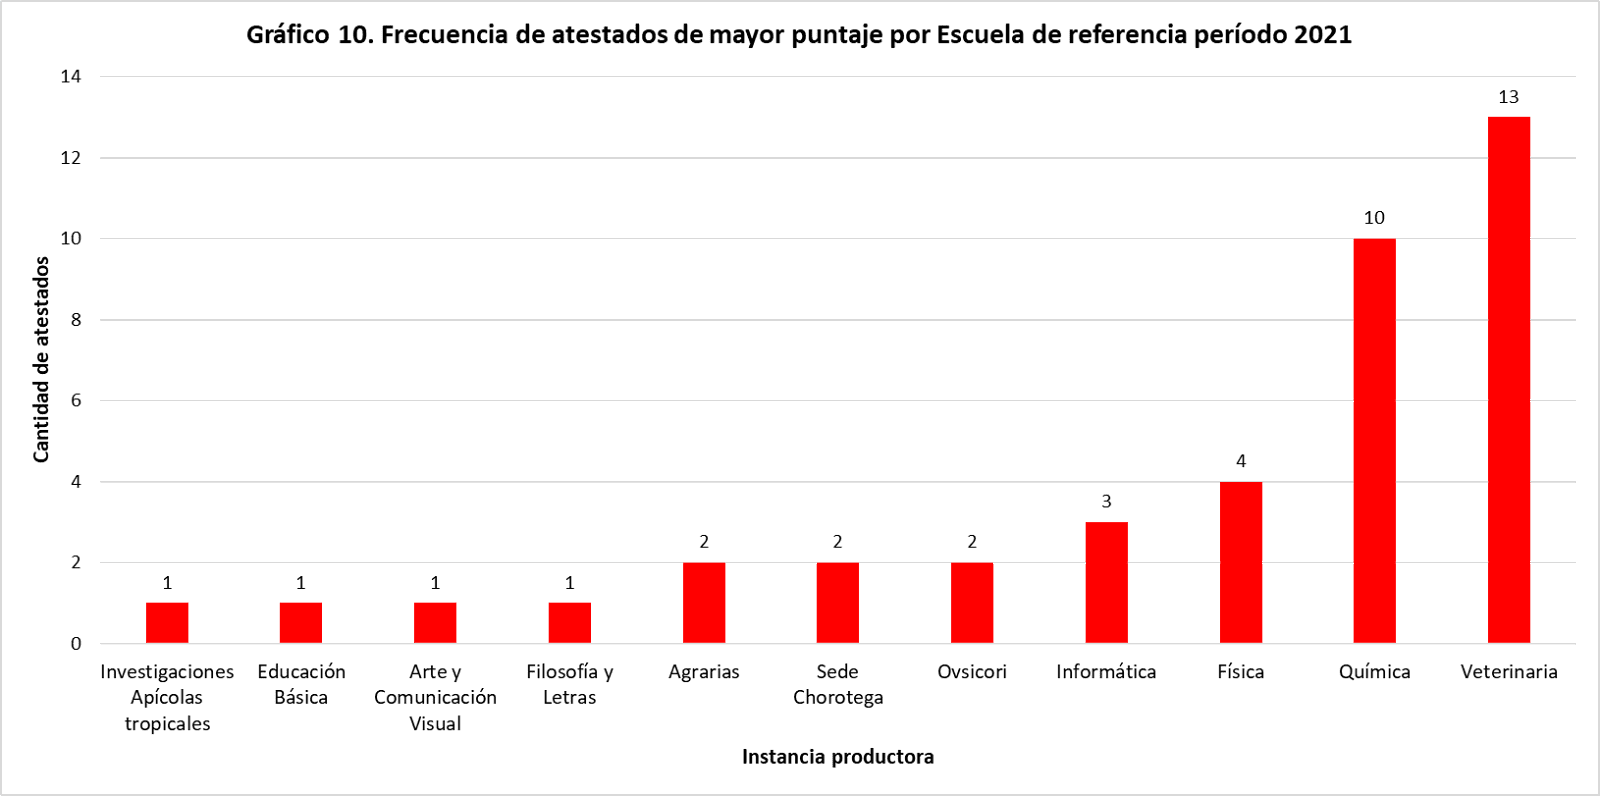 Gráfico 10. Frecuencia de atestados de mayor puntaje por Escuela de referencia período 2021
Cantidad de atestados
14
12
10
8
6
4
2
0
1
1
1
1
2
2
2
3
4
10
13
Investigaciones
Apícolas
tropicales
Educación
Básica
Arte y
Comunicación
Visual
Filosofía y
Letras
Agrarias
Sede
Chorotega
Ovsicori
Informática
Física
Química
Veterinaria
Instancia productora